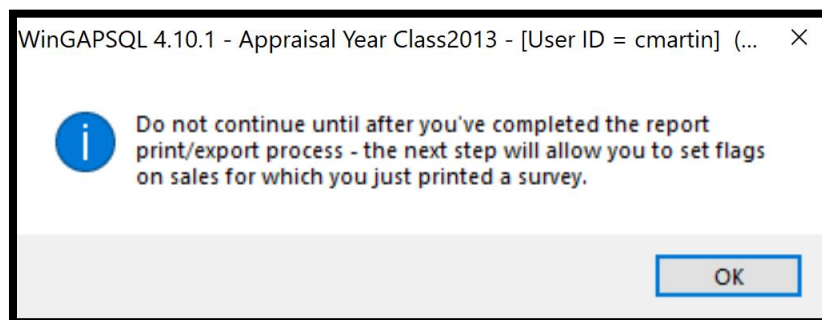 WinGAPSQL 4.10.1 - Appraisal Year Class2013 - [User ID = cmartin] (...
Do not continue until after you've completed the report
print/export process - the next step will allow you to set flags
on sales for which you just printed a survey.
OK